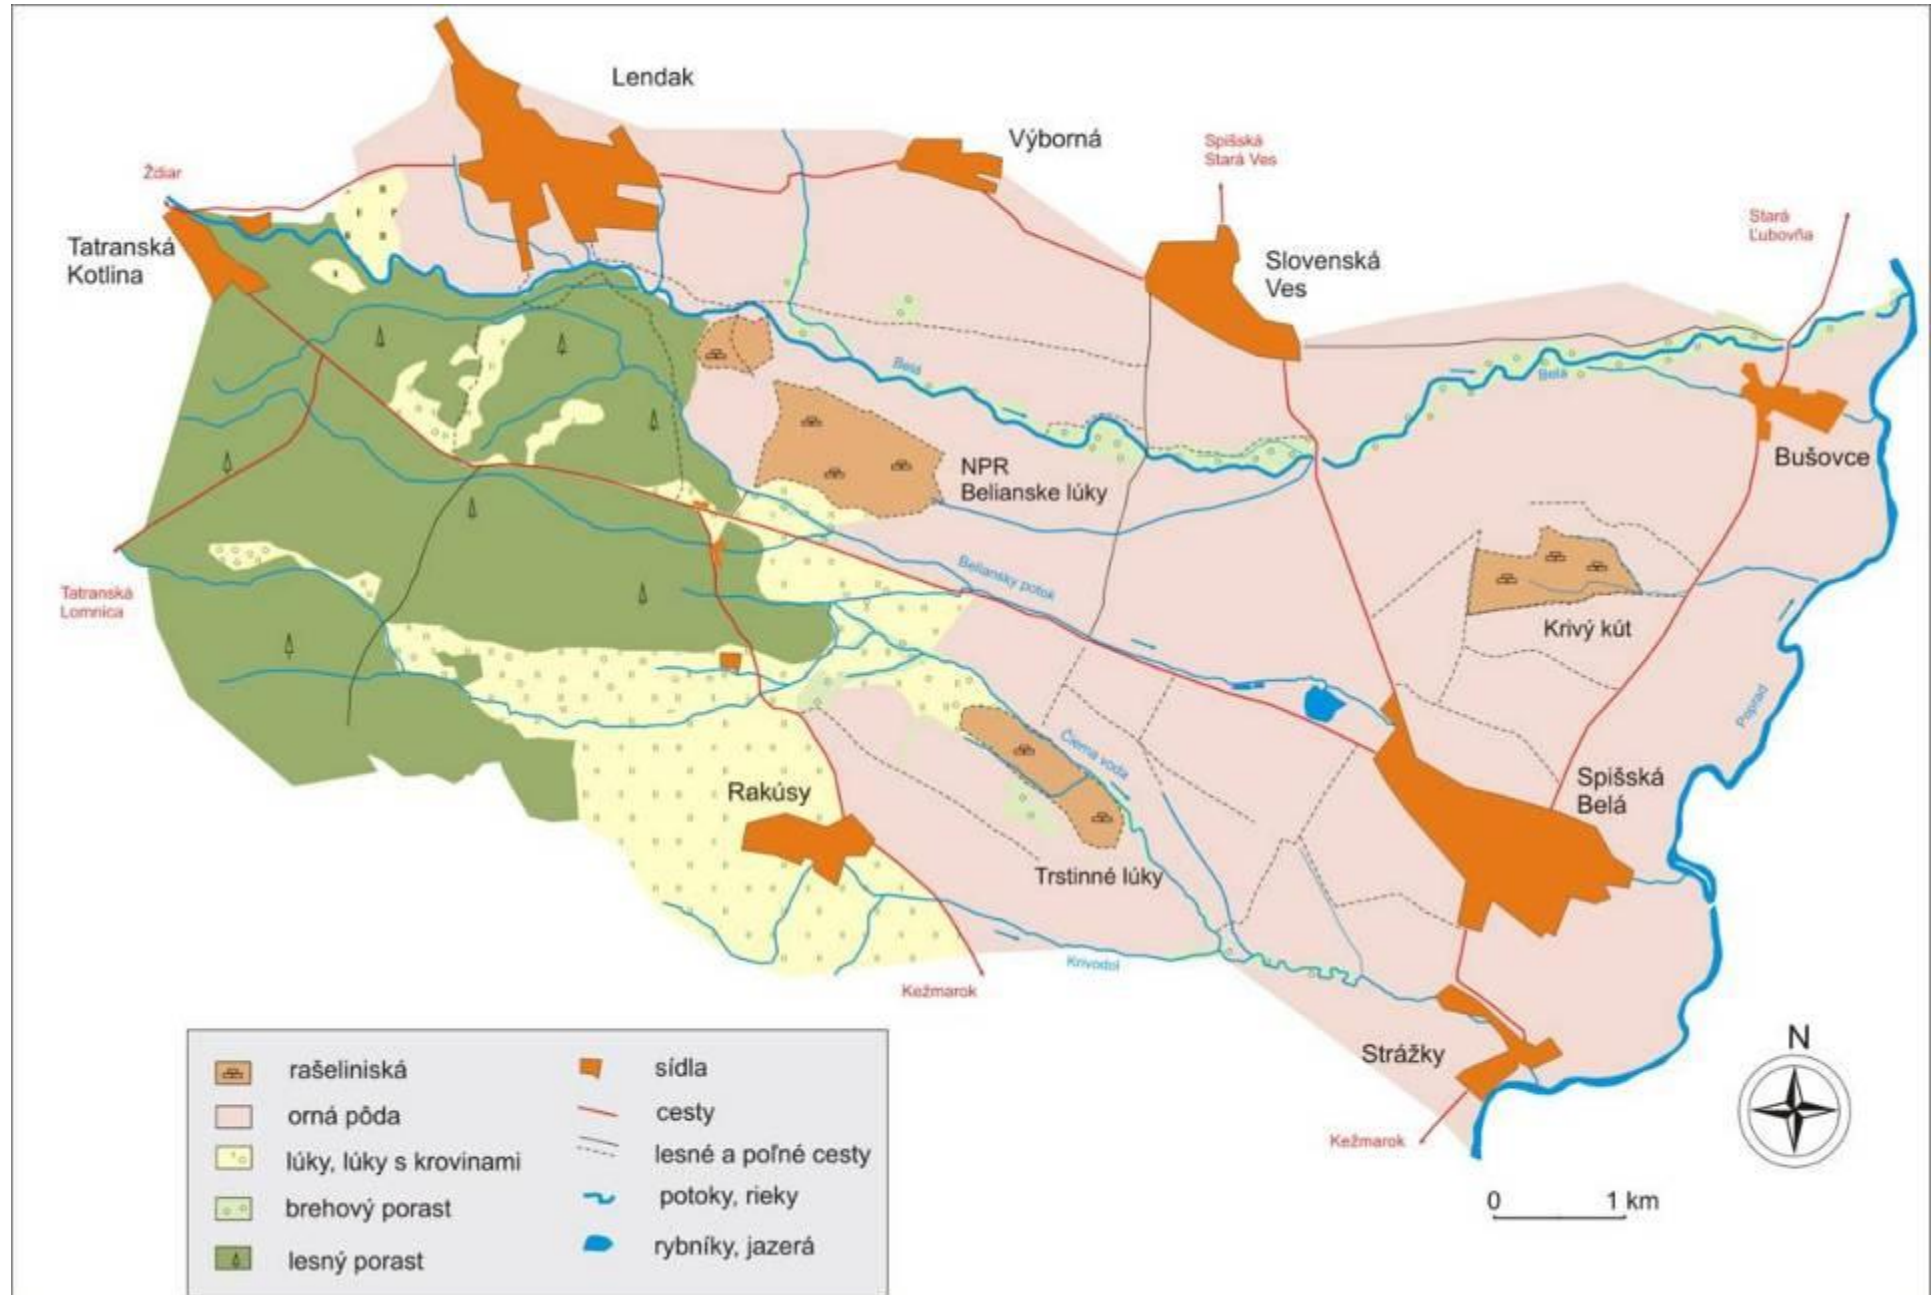 Lendak
Výborná
Spišská
Stará Ves
Ždiar
Stará
Ľubovňa
Tatranská
Kotlina
Slovenská
Ves
Belá
Belá
Bušovce
NPR
Belianske lúky
Beliansky potok
Tatranská
Lomnica
Krivý kút
Poprad
Čierna voda
Rakúsy
Spišská
Belá
Trstinné lúky
Krivodol
Kežmarok
Strážky
Kežmarok
N
0 1 km
rašeliniská
orná pôda
lúky, lúky s krovinami
brehový porast
lesný porast
sídla
cesty
lesné a poľné cesty
potoky, rieky
rybníky, jazerá